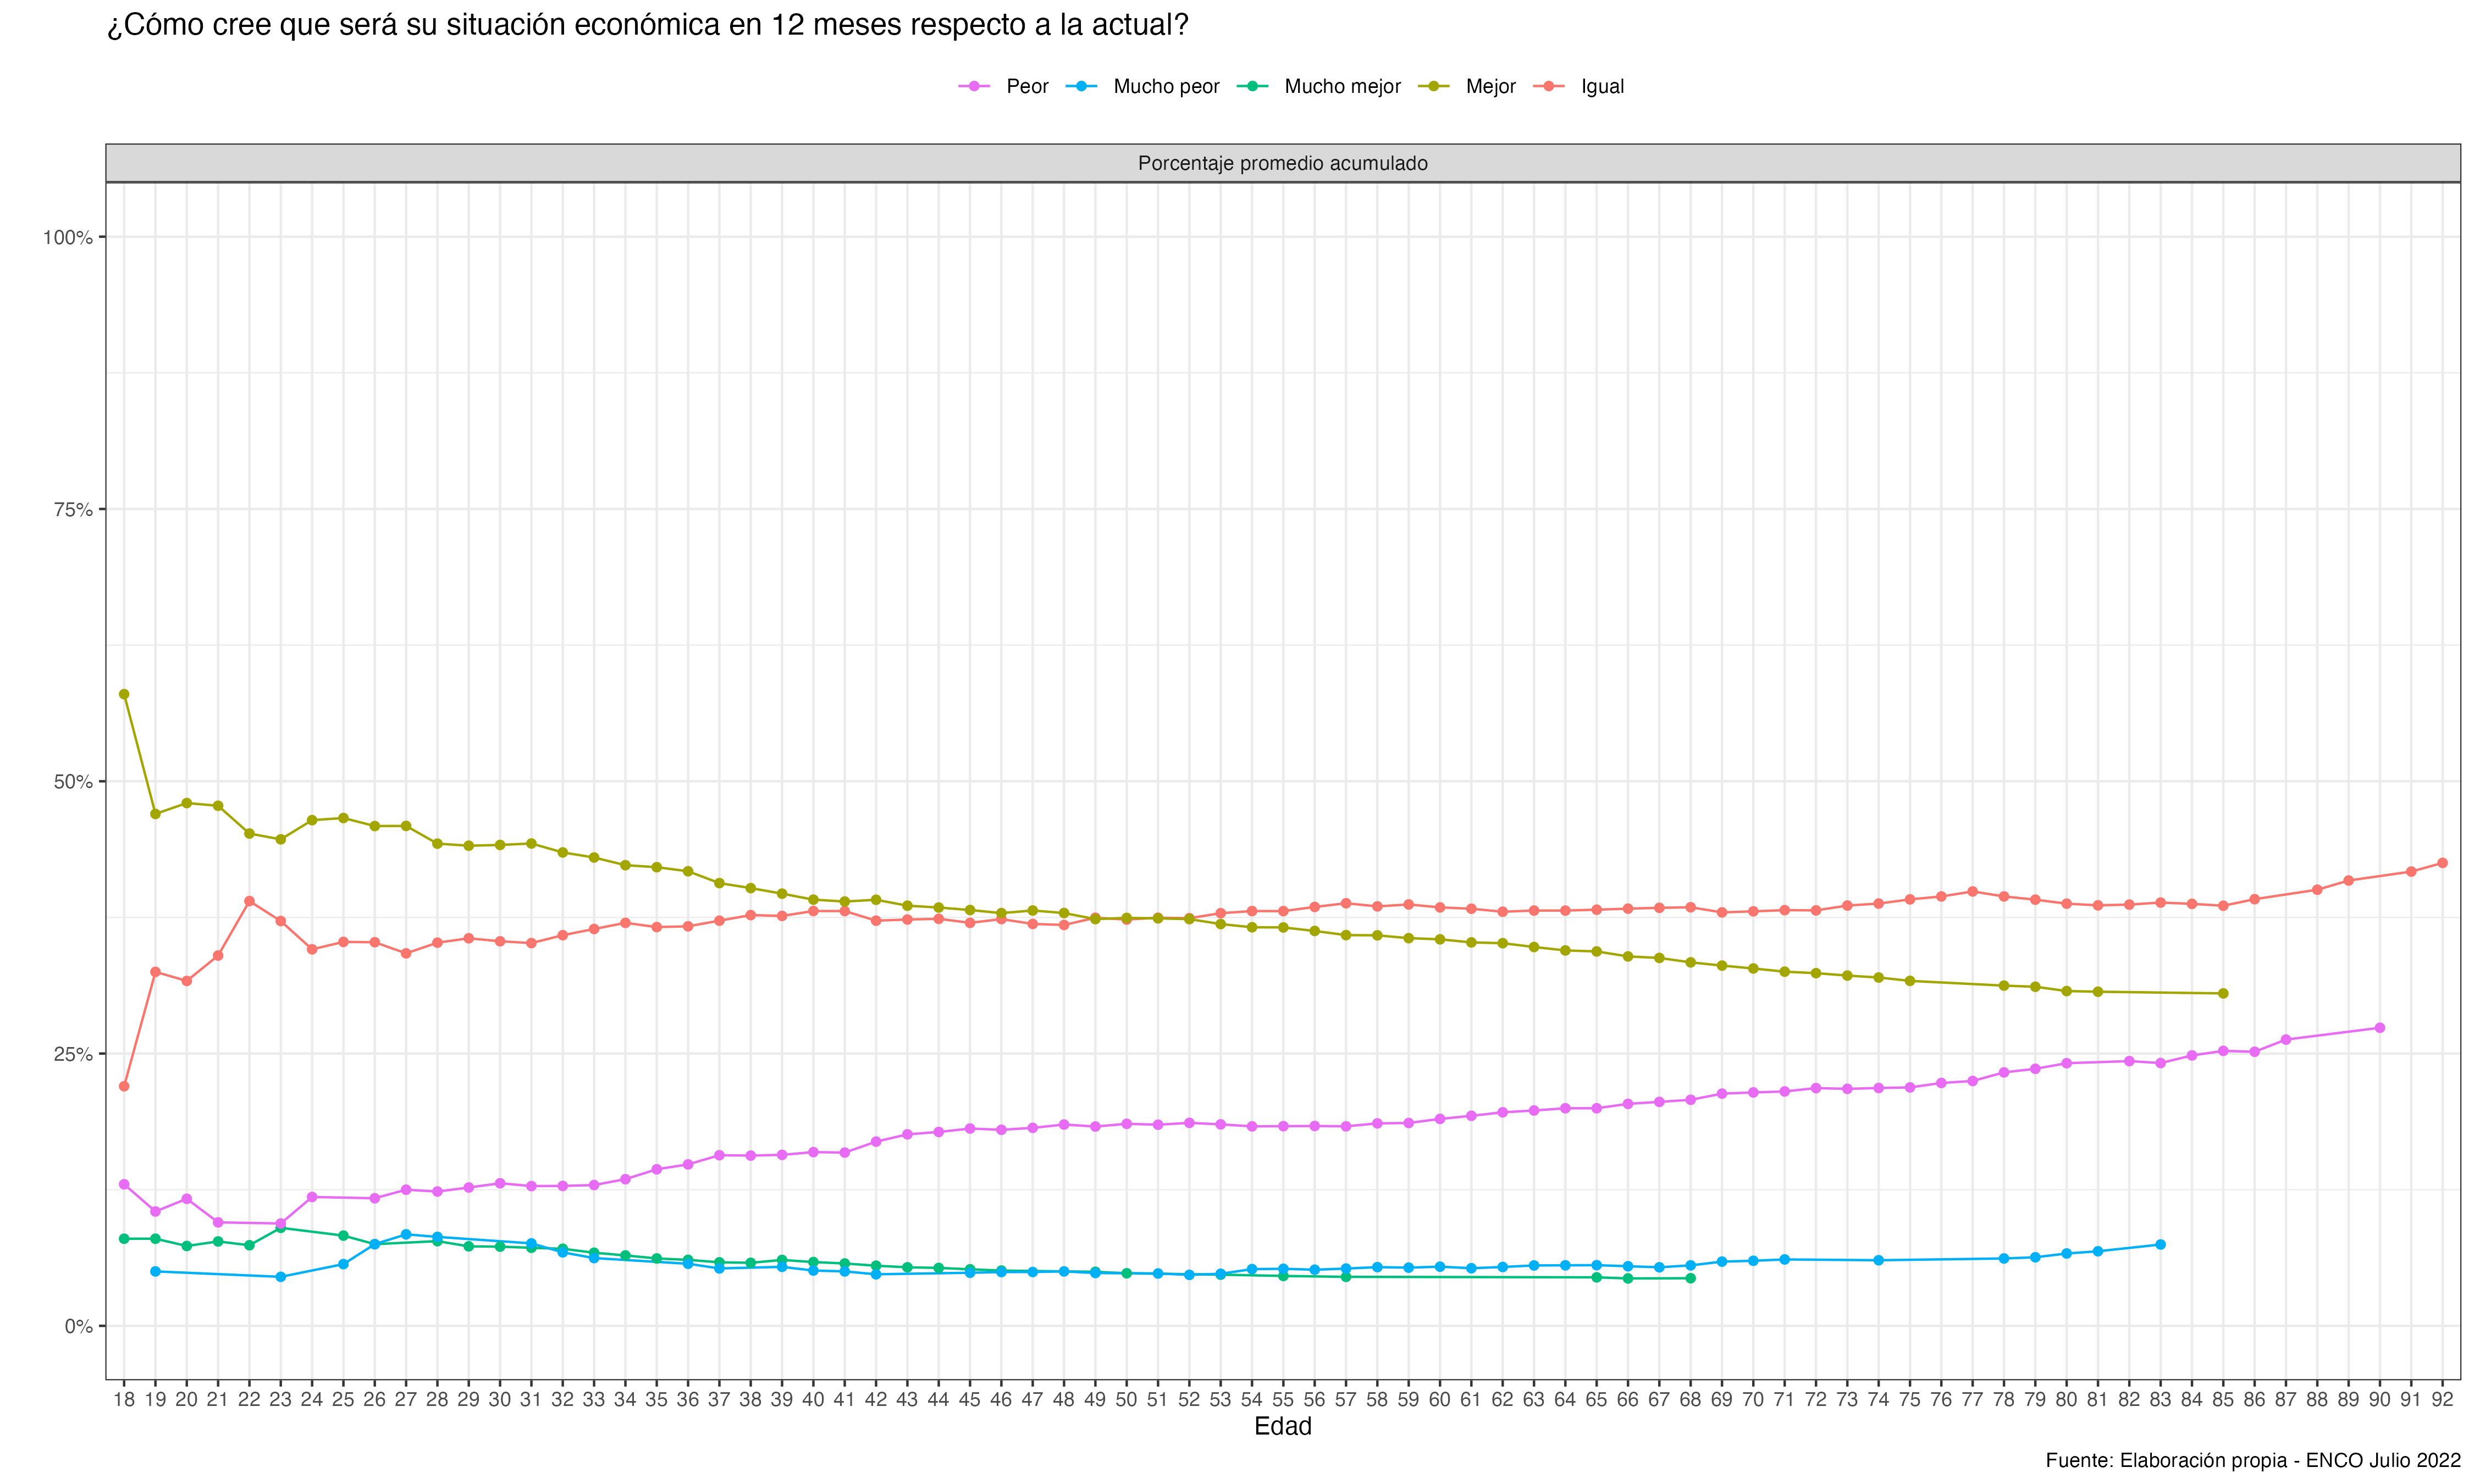 ¿Cómo cree que será su situación económica en 12 meses respecto a la actual?
Peor Mucho peor Mucho mejor Mejor Igual
Porcentaje promedio acumulado
100%
75%
50%
25%
0%
18 19 20 21 22 23 24 25 26 27 28 29 30 31 32 33 34 35 36 37 38 39 40 41 42 43 44 45 46 47 48 49 50 51 52 53 54 55 56 57 58 59 60 61 62 63 64 65 66 67 68 69 70 71 72 73 74 75 76 77 78 79 80 81 82 83 84 85 86 87 88 89 90 91 92
Edad
Fuente: Elaboración propia - ENCO Julio 2022